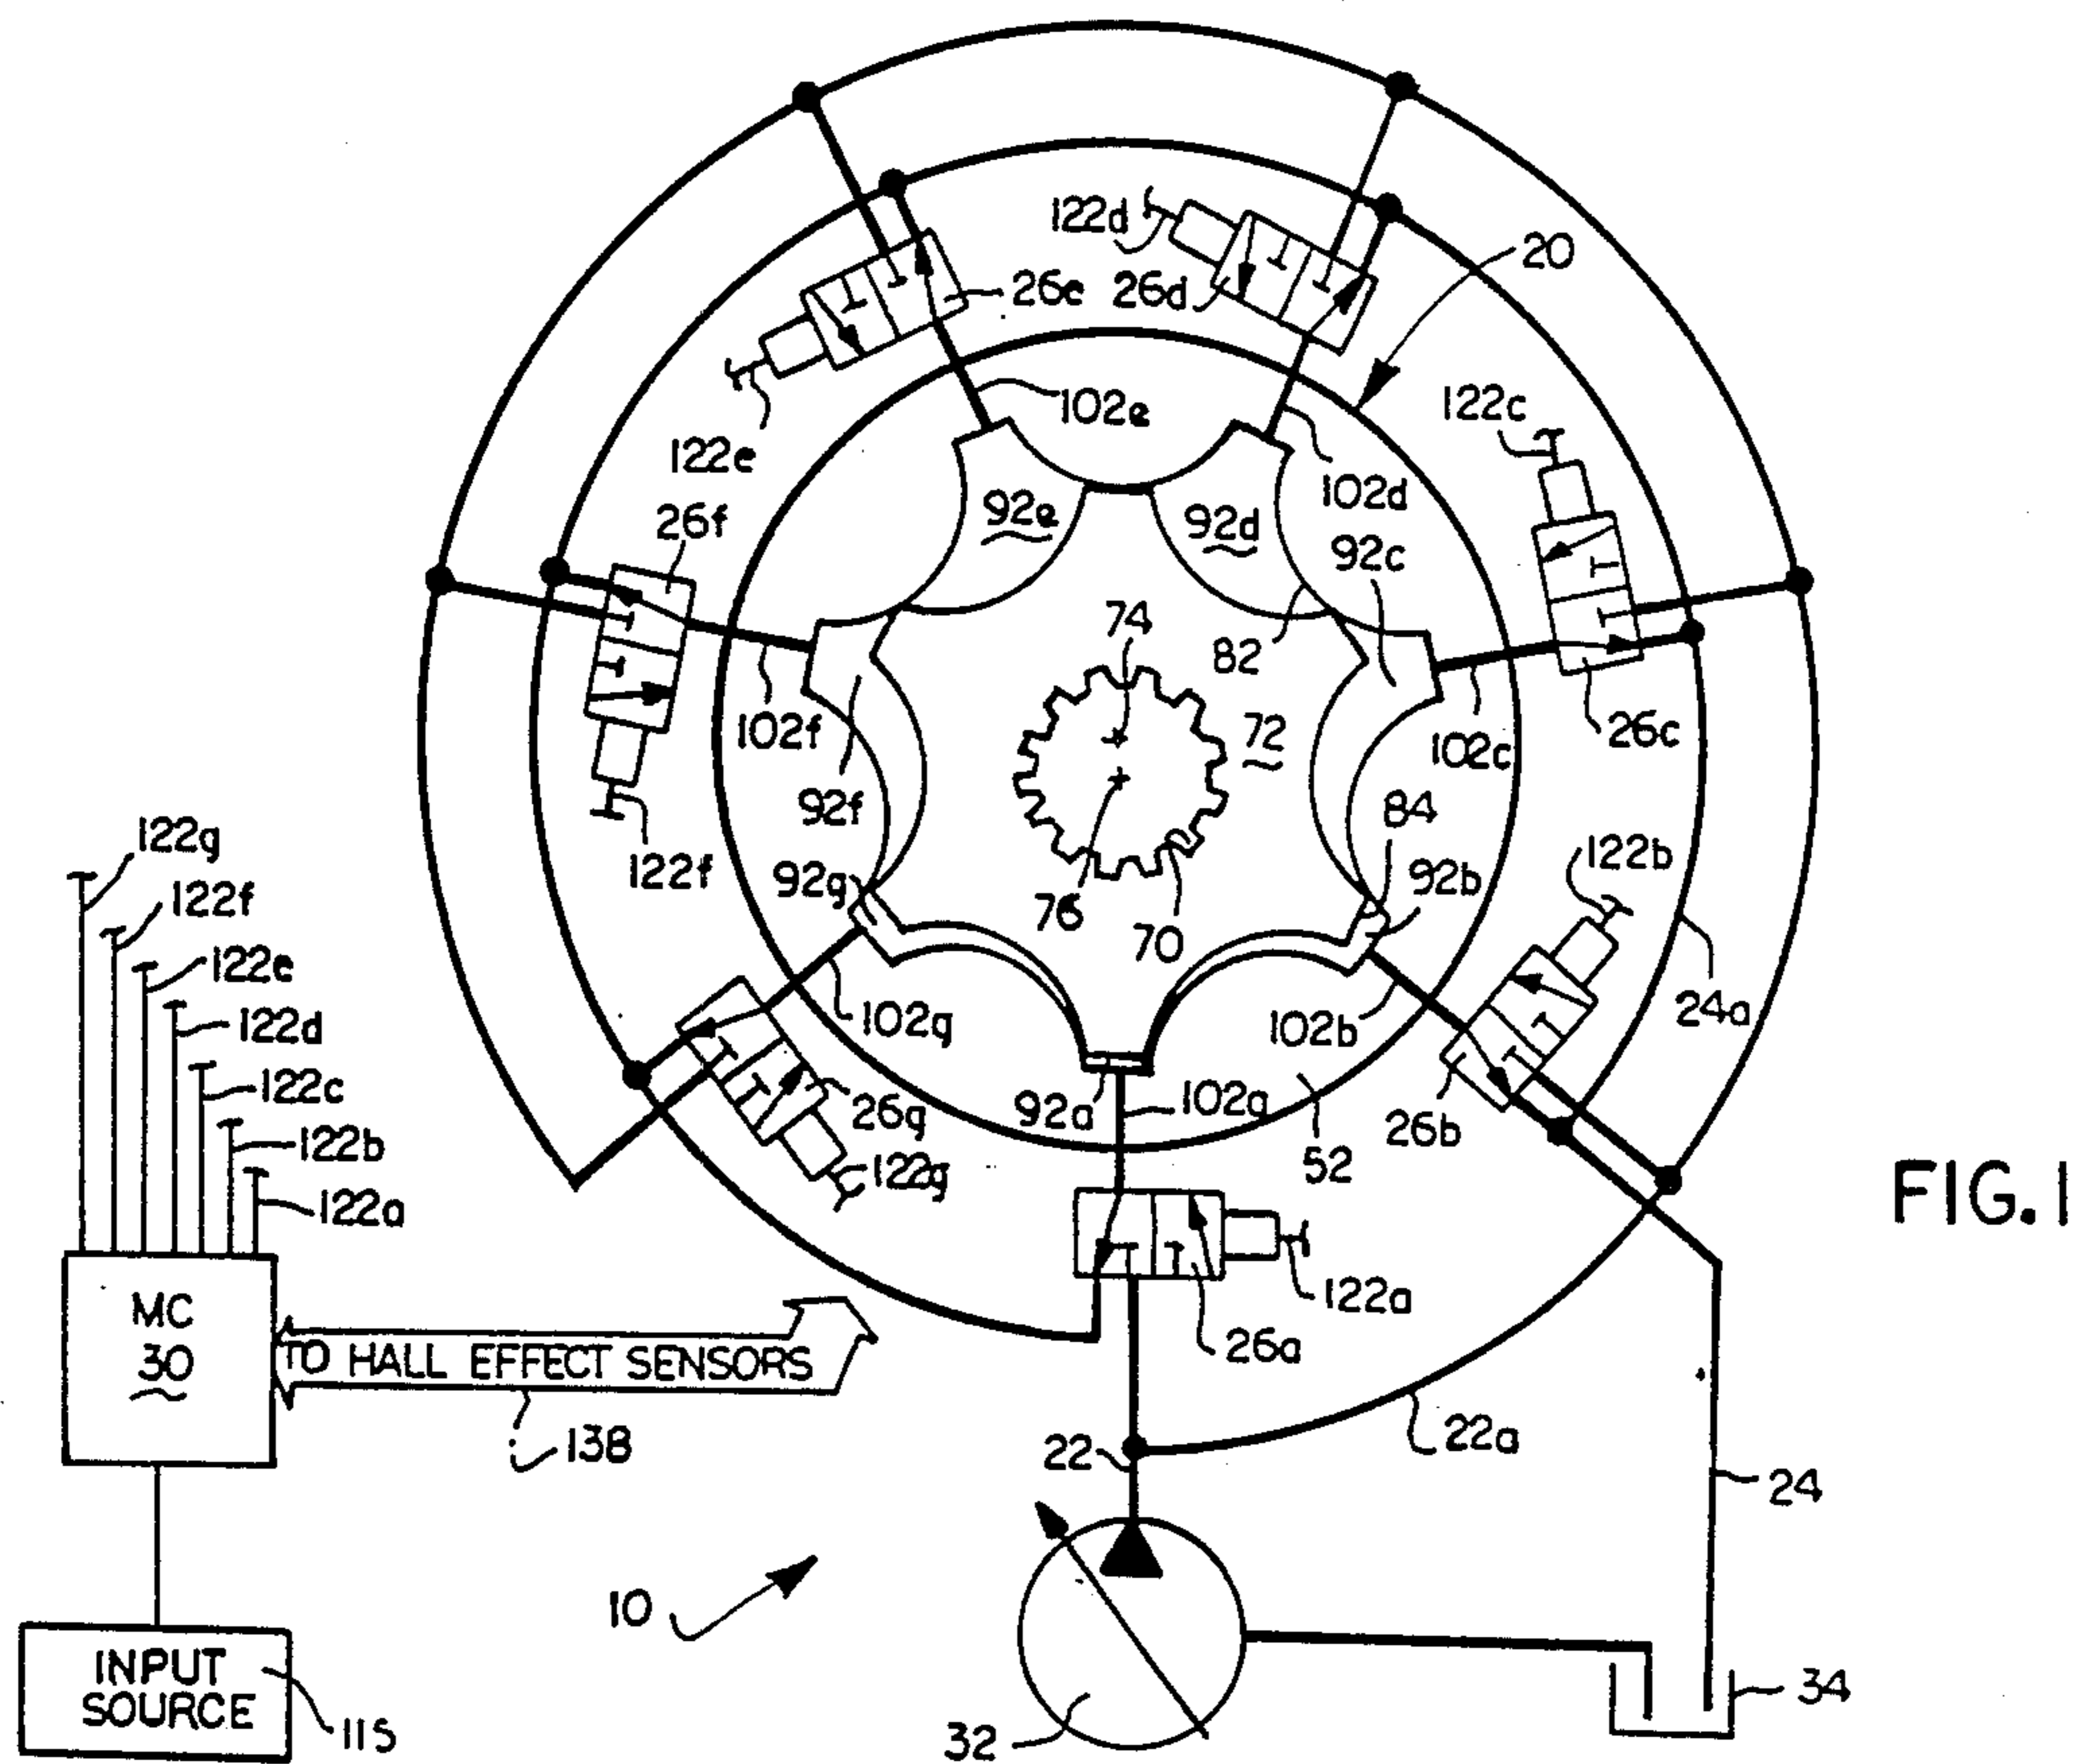 122d
26e
26d
20
102e
122c
122e
102d
26f
92e
92d
92c
74
82
102f
72
102c
26c
92f
84
122g
122f
92g
92b
122b
122f
76
70
122e
24a
122d
102g
102b
122c
92a
102a
26g
26b
122b
52
122g
122a
FIG. 1
MC
30
122a
26a
TO HALL EFFECT SENSORS
138
22
22a
24
10
INPUT
SOURCE
115
32
34